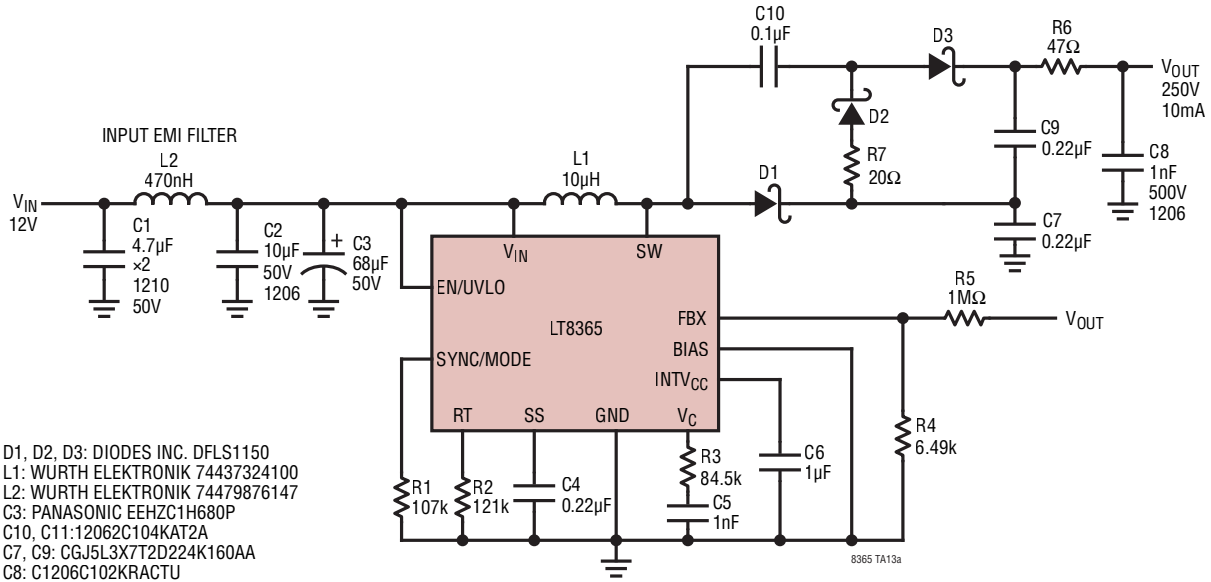 C10
0.1µF
D3
R6
47Ω
VOUT
250V
10mA
D2
R7
20Ω
C9
0.22µF
C8
1nF
500V
1206
INPUT EMI FILTER
L2
470nH
L1
10µH
D1
VIN
12V
C1
4.7µF
×2
1210
50V
C2
10µF
50V
1206
+
C3
68µF
50V
C7
0.22µF
VIN
SW
EN/UVLO
LT8365
FBX
BIAS
INTVCC
SYNC/MODE
RT
SS
GND
VC
R5
1MΩ
VOUT
R4
6.49k
R1
107k
R2
121k
C4
0.22µF
R3
84.5k
C5
1nF
C6
1µF
D1, D2, D3: DIODES INC. DFLS1150
L1: WURTH ELEKTRONIK 74437324100
L2: WURTH ELEKTRONIK 74479876147
C3: PANASONIC EEHZC1H680P
C10, C11:12062C104KAT2A
C7, C9: CGJ5L3X7T2D224K160AA
C8: C1206C102KRACTU
8365 TA13a